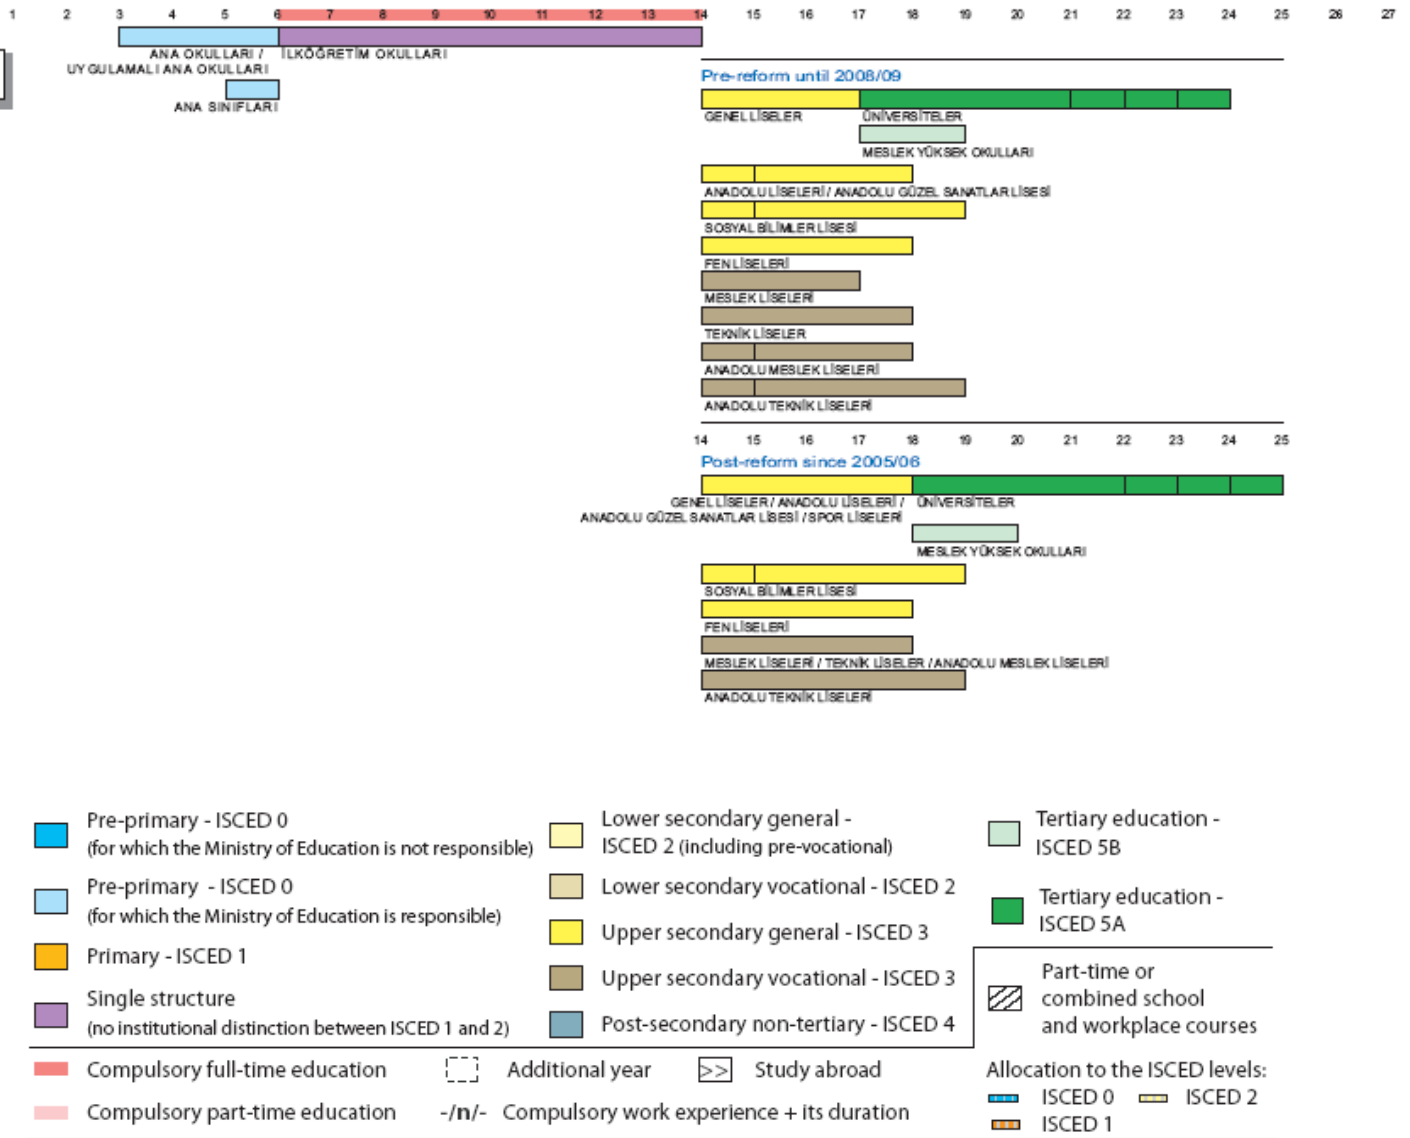 1 2 3 4 5 6 7 8 9 10 11 12 13 14 15 16 17 18 19 20 21 22 23 24 25 26 27
ANA OKULLARI / İLKÖĞRETİM OKULLARI
UYGULAMALI ANA OKULLARI
ANA SINIFLARI
Pre-reform until 2008/09
GENEL LİSELER ÜNİVERSİTELER
MESLEK YÜKSEK OKULLARI
ANADOLU LİSELERİ / ANADOLU GÜZEL SANATLAR LİSESİ
SOSYAL BİLİMLER LİSESİ
FEN LİSELERİ
MESLEK LİSELERİ
TEKNİK LİSELER
ANADOLU MESLEK LİSELERİ
ANADOLU TEKNİK LİSELERİ
14 15 16 17 18 19 20 21 22 23 24 25
Post-reform since 2005/06
GENEL LİSELER / ANADOLU LİSELERİ / ÜNİVERSİTELER
ANADOLU GÜZEL SANATLAR LİSESİ / SPOR LİSELERİ
MESLEK YÜKSEK OKULLARI
SOSYAL BİLİMLER LİSESİ
FEN LİSELERİ
MESLEK LİSELERİ / TEKNİK LİSELER / ANADOLU MESLEK LİSELERİ
ANADOLU TEKNİK LİSELERİ
Pre-primary - ISCED 0
(for which the Ministry of Education is not responsible)
Pre-primary - ISCED 0
(for which the Ministry of Education is responsible)
Primary - ISCED 1
Single structure
(no institutional distinction between ISCED 1 and 2)
Lower secondary general -
ISCED 2 (including pre-vocational)
Lower secondary vocational - ISCED 2
Upper secondary general - ISCED 3
Upper secondary vocational - ISCED 3
Post-secondary non-tertiary - ISCED 4
Tertiary education -
ISCED 5B
Tertiary education -
ISCED 5A
Part-time or
combined school
and workplace courses
Compulsory full-time education
Compulsory part-time education
Additional year
-/n/- Compulsory work experience + its duration
>> Study abroad
Allocation to the ISCED levels:
ISCED 0 ISCED 2
ISCED 1